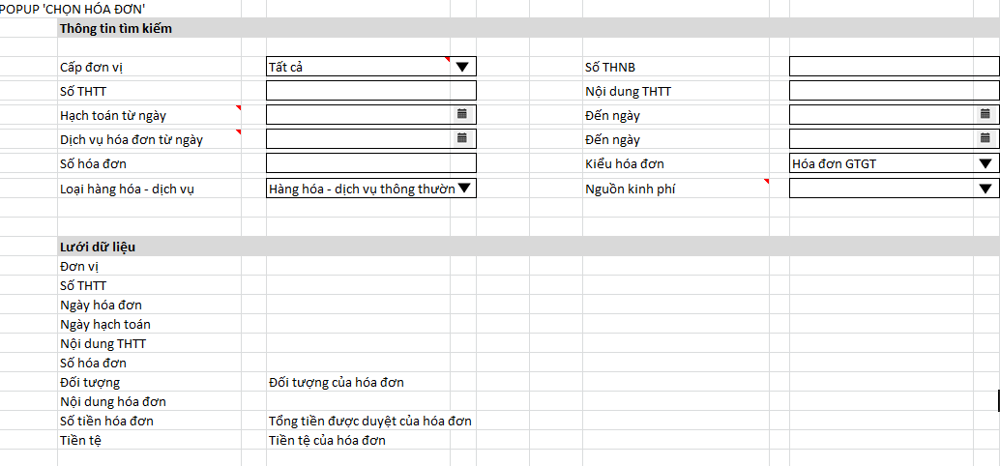 POPUP 'CHỌN HÓA ĐƠN'
Thông tin tìm kiếm
Cấp đơn vị Tất cả Số THNB
Số THTT Nội dung THTT
Hạch toán từ ngày Đến ngày
Dịch vụ hóa đơn từ ngày Đến ngày
Số hóa đơn Kiểu hóa đơn Hóa đơn GTGT
Loại hàng hóa - dịch vụ Hàng hóa - dịch vụ thông thườn Nguồn kinh phí
Lưới dữ liệu
Đơn vị
Số THTT
Ngày hóa đơn
Ngày hạch toán
Nội dung THTT
Số hóa đơn
Đối tượng Đối tượng của hóa đơn
Nội dung hóa đơn
Số tiền hóa đơn Tổng tiền được duyệt của hóa đơn
Tiền tệ Tiền tệ của hóa đơn